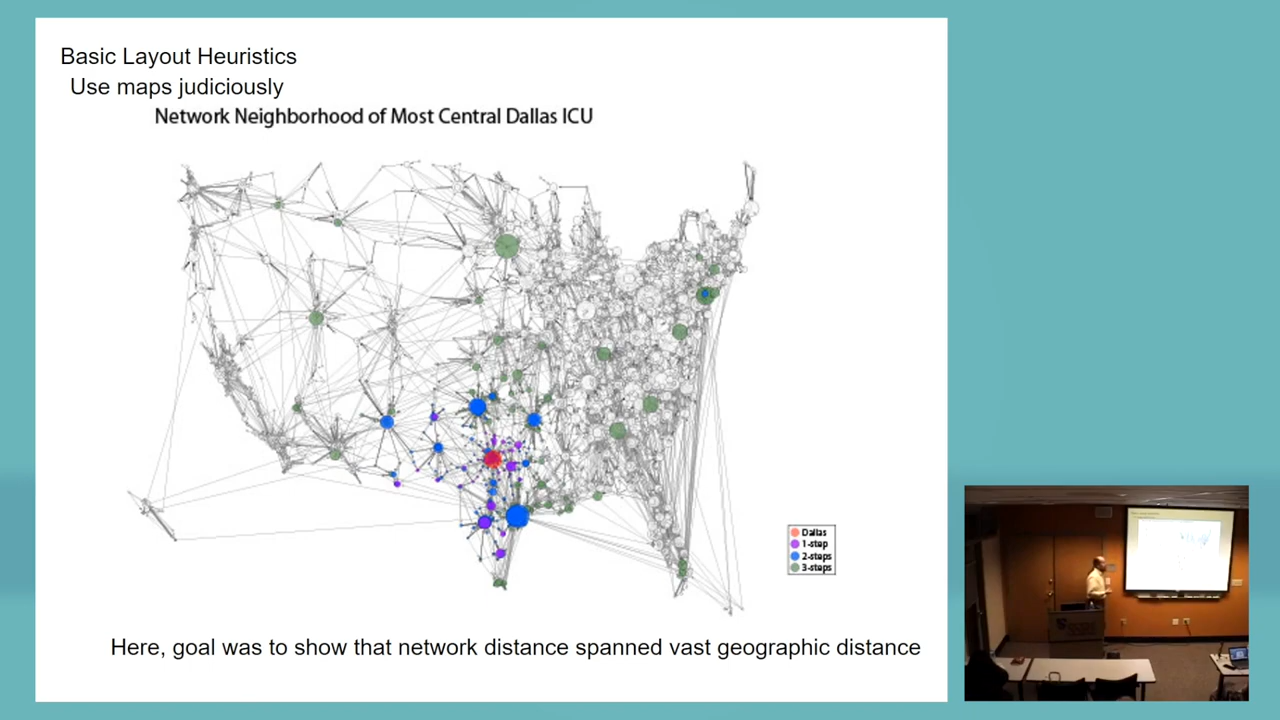 Basic Layout Heuristics
Use maps judiciously
Network Neighborhood of Most Central Dallas ICU
Dallas
1-step
2-steps
3-steps
Here, goal was to show that network distance spanned vast geographic distance